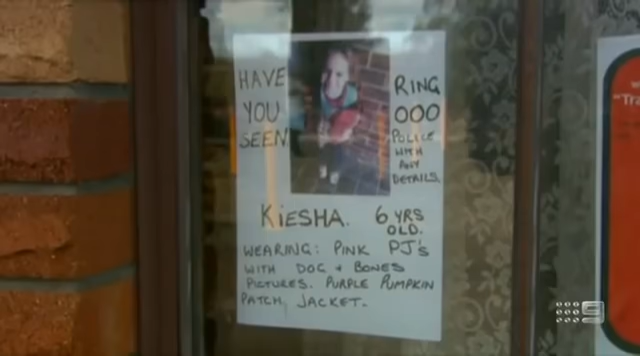 HAVE
YOU
SEEN
RING
000
POLICE
WITH
ANY
DETAILS.
KiESHA. 6 YRS
OLD.
WEARING: PINK PJ's
WITH DOG + BONES
PICTURES. PURPLE PUMPKIN
PATCH JACKET.
"Tra
9